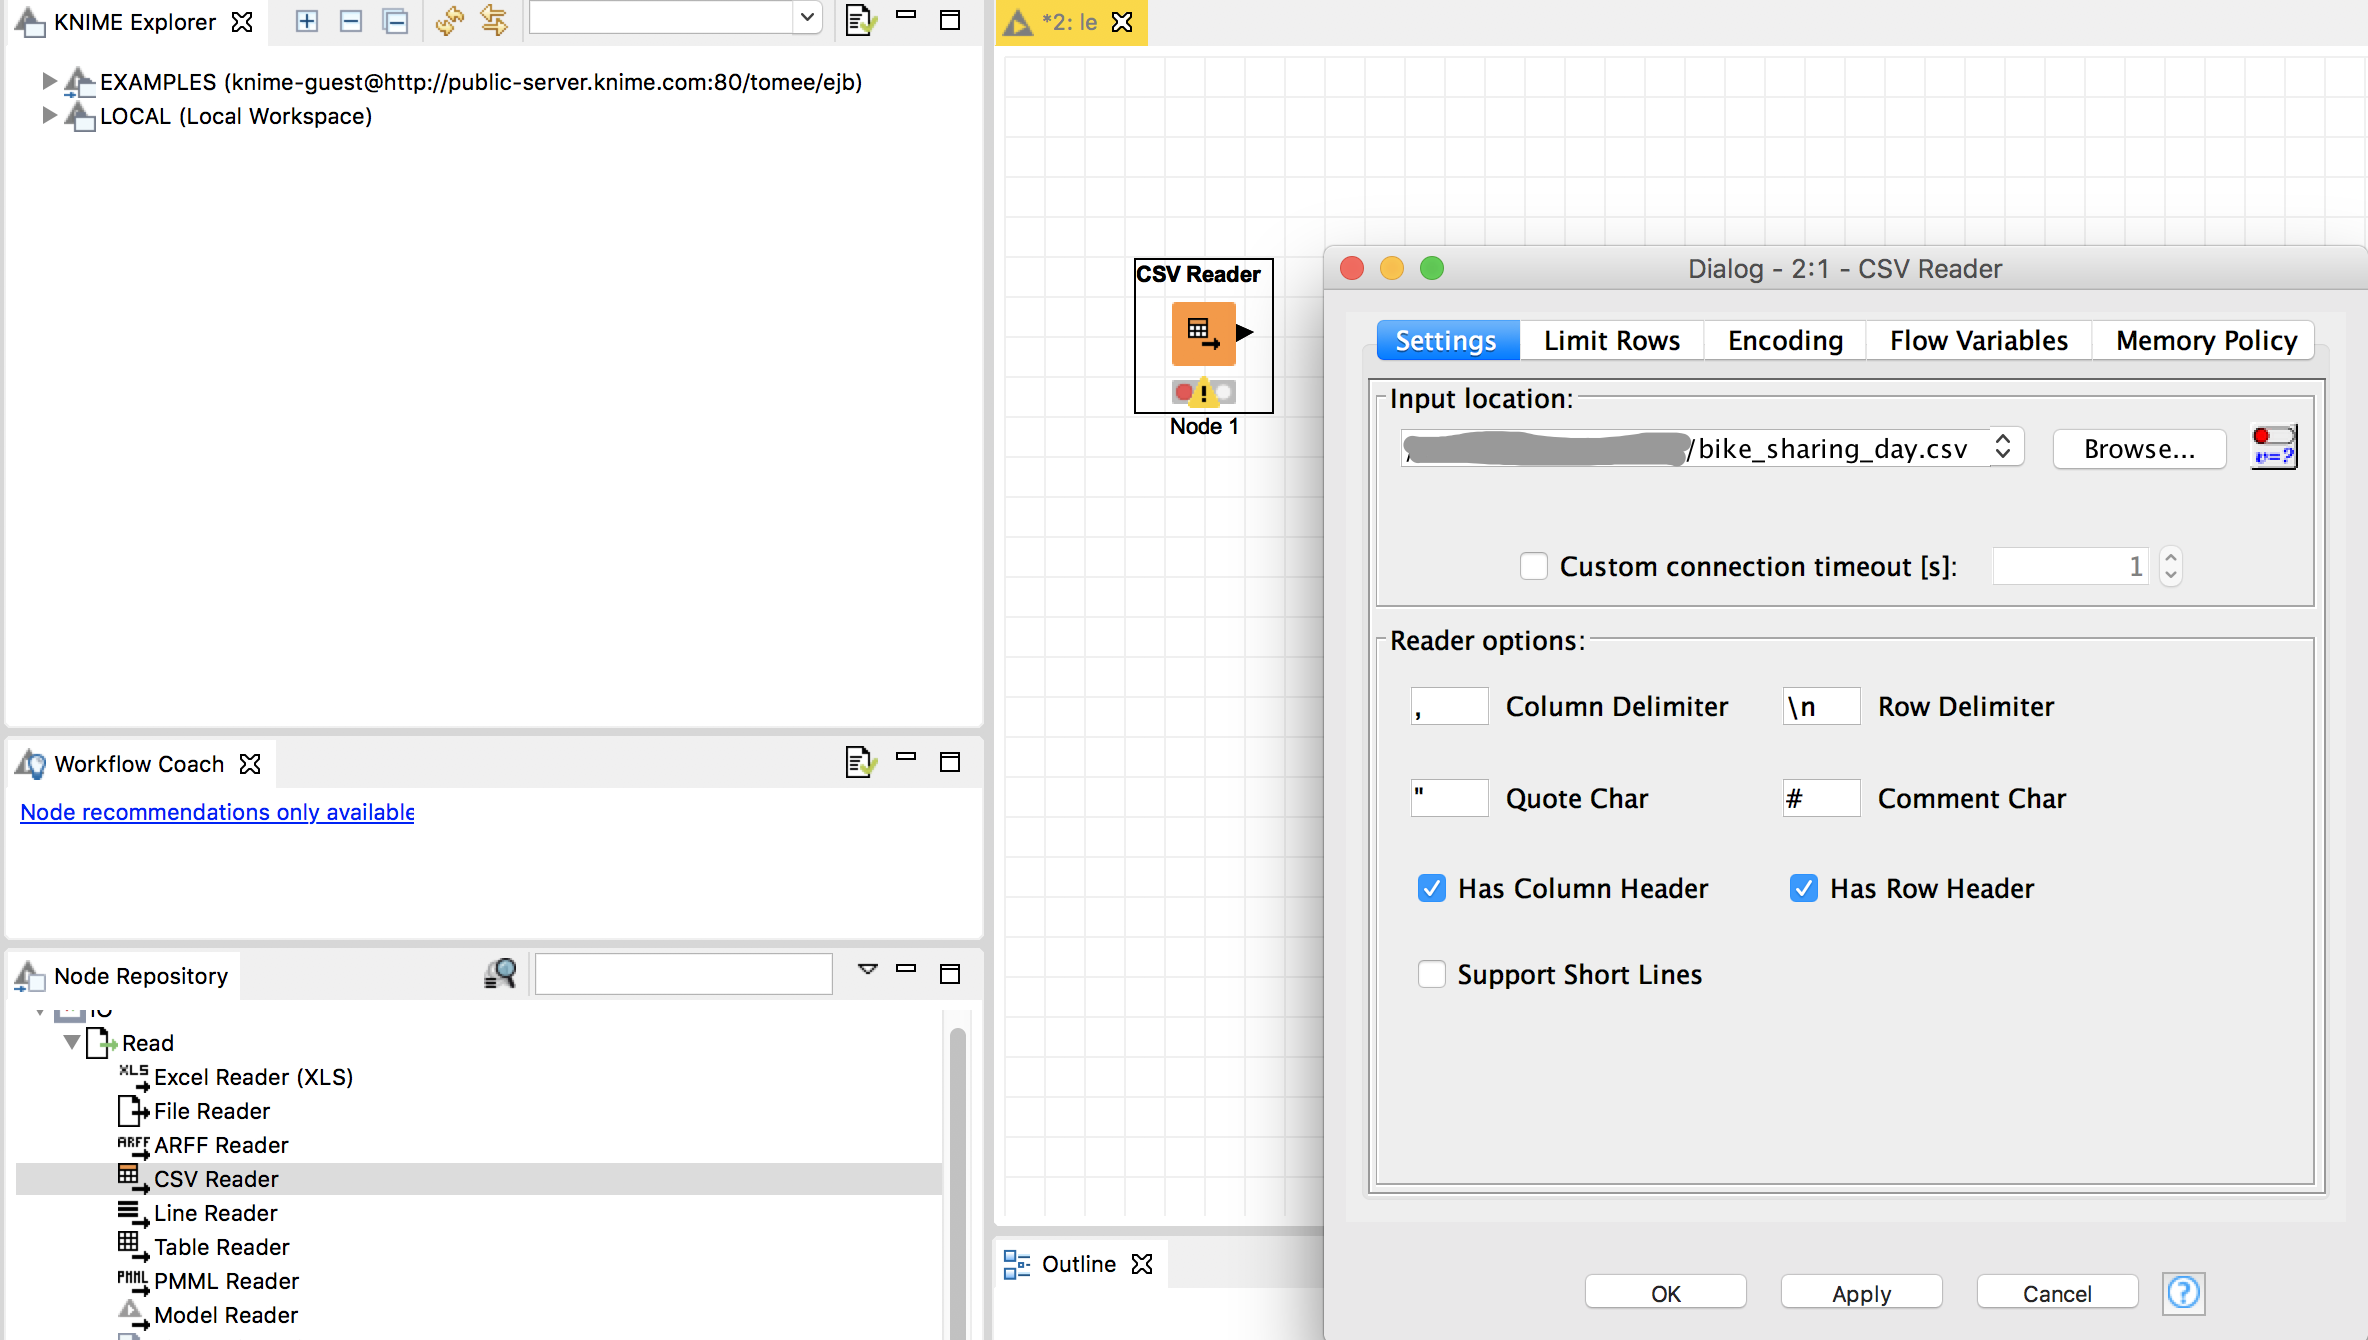 KNIME Explorer
EXAMPLES (knime-guest@http://public-server.knime.com:80/tomee/ejb)
LOCAL (Local Workspace)
Workflow Coach
Node recommendations only available
Node Repository
IO
Read
XLS Excel Reader (XLS)
File Reader
ARFF ARFF Reader
CSV Reader
Line Reader
Table Reader
PMML PMML Reader
Model Reader
*2: le
CSV Reader
!
Node 1
Outline
Dialog - 2:1 - CSV Reader
Settings Limit Rows Encoding Flow Variables Memory Policy
Input location:
/bike_sharing_day.csv Browse... v=?
Custom connection timeout [s]: 1
Reader options:
, Column Delimiter \n Row Delimiter
" Quote Char # Comment Char
Has Column Header Has Row Header
Support Short Lines
OK Apply Cancel ?